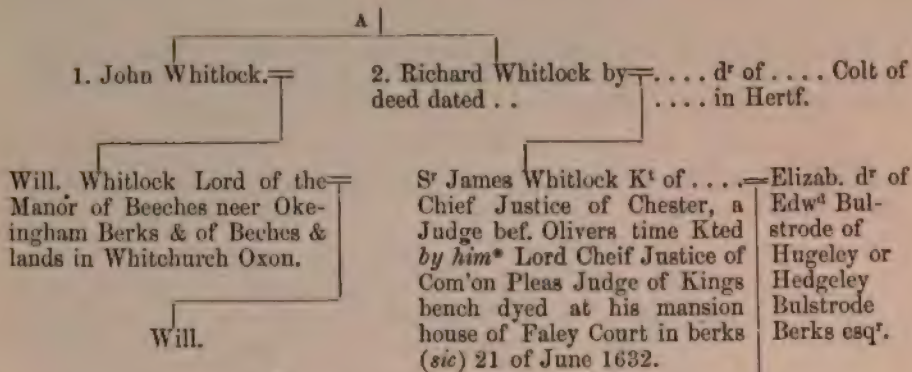 A
1. John Whitlock.
2. Richard Whitlock by
deed dated . .
. . . . dʳ of . . . . Colt of
. . . . in Hertf.
Will. Whitlock Lord of the
Manor of Beeches neer Oke-
ingham Berks & of Beches &
lands in Whitchurch Oxon.
Will.
Sʳ James Whitlock Kᵗ of . . . .
Chief Justice of Chester, a
Judge bef. Olivers time Kted
by him* Lord Cheif Justice of
Com'on Pleas Judge of Kings
bench dyed at his mansion
house of Faley Court in berks
(sic) 21 of June 1632.
Elizab. dʳ of
Edwᵈ Bul-
strode of
Hugeley or
Hedgeley
Bulstrode
Berks esqʳ.